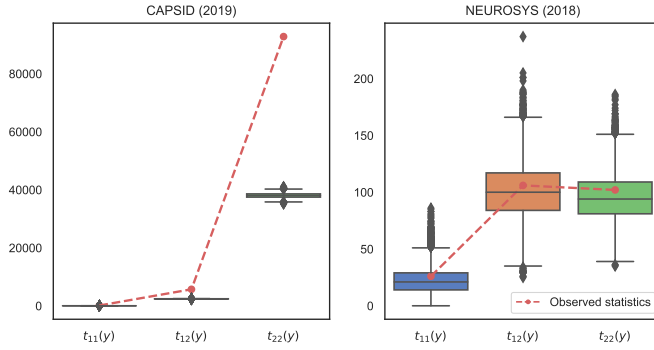 CAPSID (2019)
80000
60000
40000
20000
0
t₁₁(y) t₁₂(y) t₂₂(y)
NEUROSYS (2018)
200
150
100
50
0
Observed statistics
t₁₁(y) t₁₂(y) t₂₂(y)